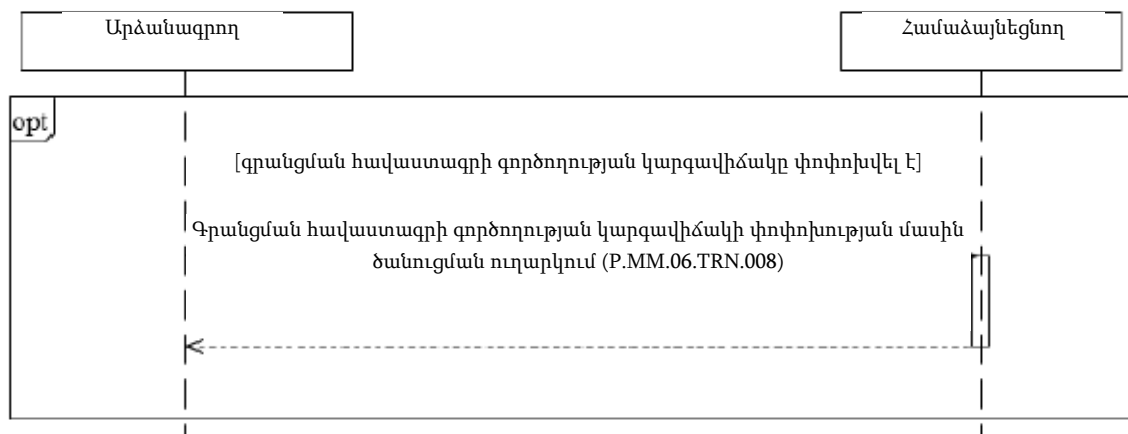 Արձանագրող
Համաձայնեցնող
opt
[գրանցման հավաստագրի գործողության կարգավիճակը փոփոխվել է]
Գրանցման հավաստագրի գործողության կարգավիճակի փոփոխության մասին
ծանուցման ուղարկում (P.MM.06.TRN.008)